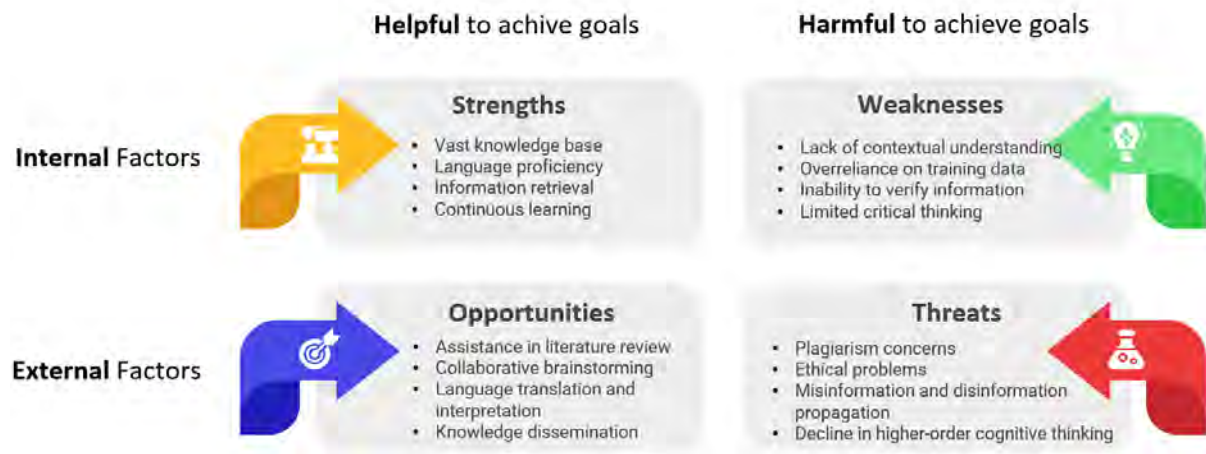 Helpful to achive goals
Harmful to achieve goals
Internal Factors
Strengths
• Vast knowledge base
• Language proficiency
• Information retrieval
• Continuous learning
Weaknesses
• Lack of contextual understanding
• Overreliance on training data
• Inability to verify information
• Limited critical thinking
External Factors
Opportunities
• Assistance in literature review
• Collaborative brainstorming
• Language translation and
interpretation
• Knowledge dissemination
Threats
• Plagiarism concerns
• Ethical problems
• Misinformation and disinformation
propagation
• Decline in higher-order cognitive thinking